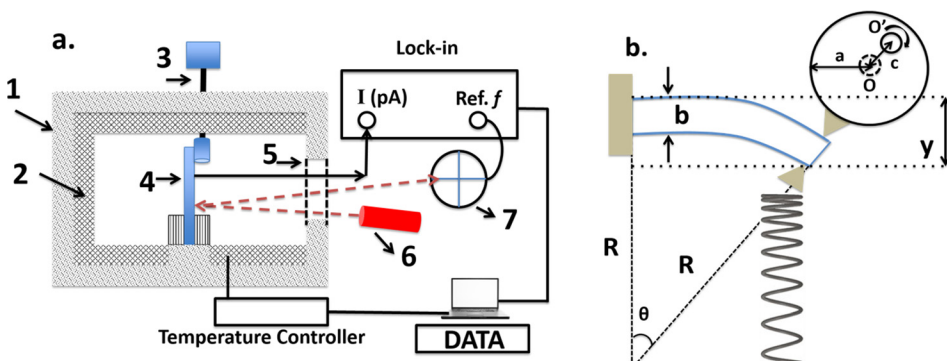 a.
3
Lock-in
1
I (pA)
Ref. f
5
2
4
7
6
Temperature Controller
DATA
b.
O'
a
c
O
b
y
R
R
θ